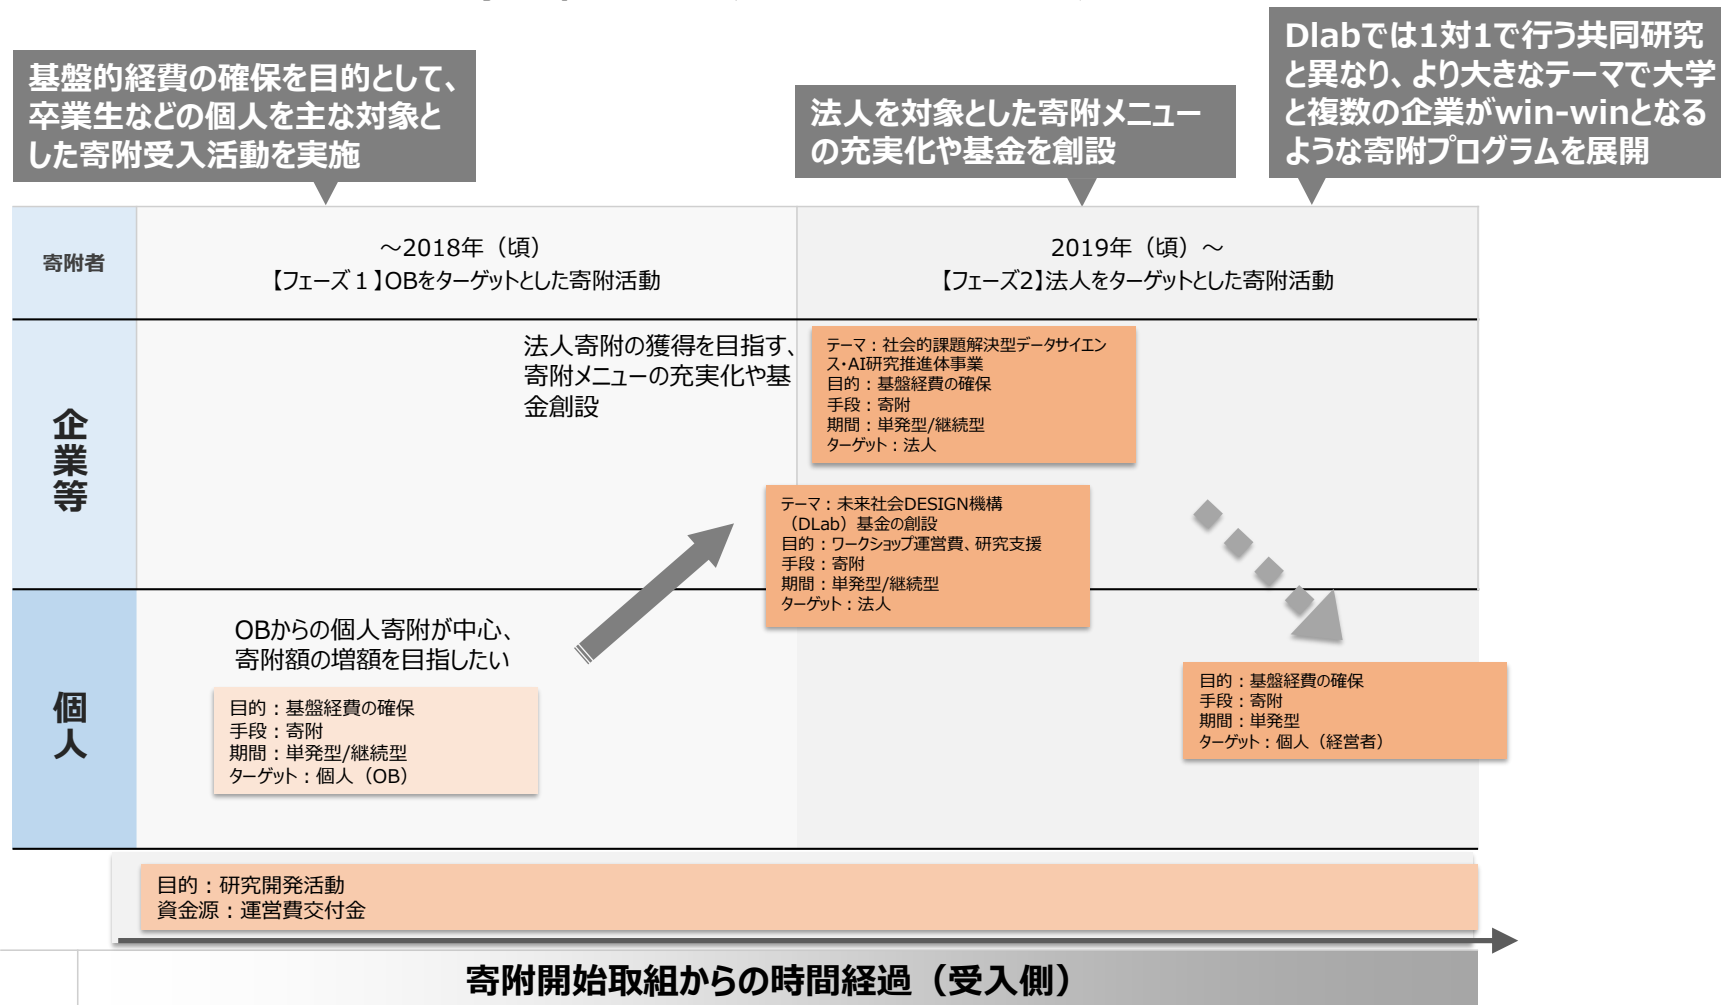 基盤的経費の確保を目的として、
卒業生などの個人を主な対象と
した寄附受入活動を実施
法人を対象とした寄附メニュー
の充実化や基金を創設
Dlabでは1対1で行う共同研究
と異なり、より大きなテーマで大学
と複数の企業がwin-winとなる
ような寄附プログラムを展開
寄附者
～2018年（頃）
【フェーズ１】OBをターゲットとした寄附活動
2019年（頃）～
【フェーズ2】法人をターゲットとした寄附活動
企業等
法人寄附の獲得を目指す、
寄附メニューの充実化や基
金創設
テーマ：社会的課題解決型データサイエン
ス・AI研究推進体事業
目的：基盤経費の確保
手段：寄附
期間：単発型/継続型
ターゲット：法人
テーマ：未来社会DESIGN機構
（DLab）基金の創設
目的：ワークショップ運営費、研究支援
手段：寄附
期間：単発型/継続型
ターゲット：法人
個人
OBからの個人寄附が中心、
寄附額の増額を目指したい
目的：基盤経費の確保
手段：寄附
期間：単発型/継続型
ターゲット：個人（OB）
目的：基盤経費の確保
手段：寄附
期間：単発型
ターゲット：個人（経営者）
目的：研究開発活動
資金源：運営費交付金
寄附開始取組からの時間経過（受入側）